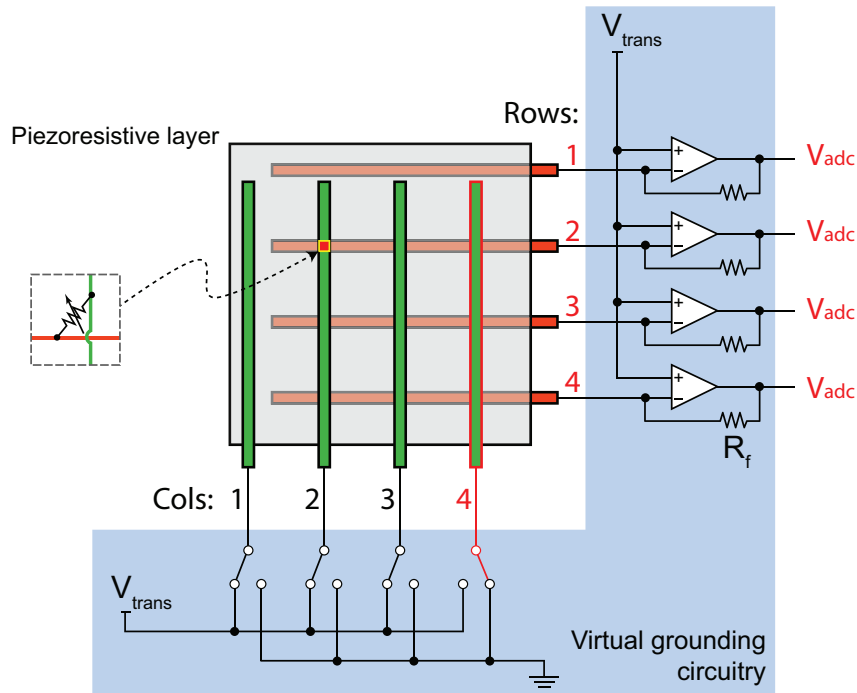 V_trans
Rows:
Piezoresistive layer
1
V_adc
2
V_adc
3
V_adc
4
V_adc
R_f
Cols: 1 2 3 4
V_trans
Virtual grounding
circuitry